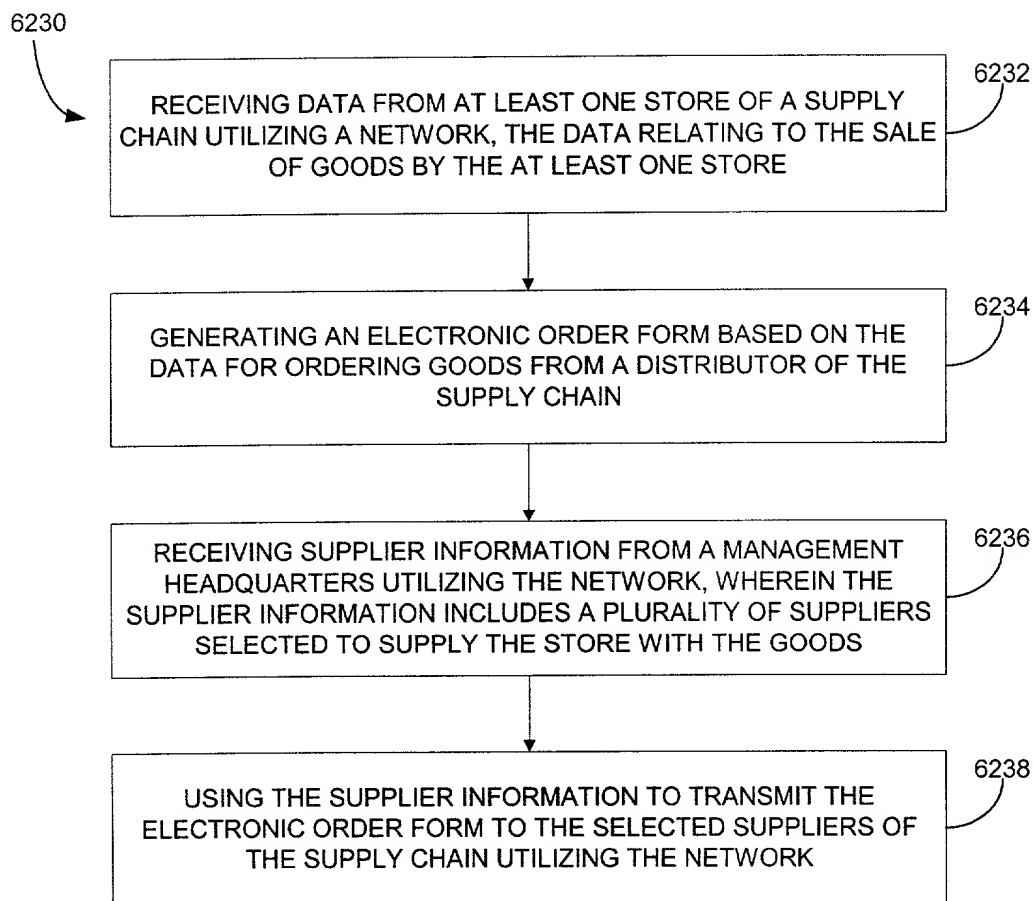 6230
6232
RECEIVING DATA FROM AT LEAST ONE STORE OF A SUPPLY
CHAIN UTILIZING A NETWORK, THE DATA RELATING TO THE SALE
OF GOODS BY THE AT LEAST ONE STORE
6234
GENERATING AN ELECTRONIC ORDER FORM BASED ON THE
DATA FOR ORDERING GOODS FROM A DISTRIBUTOR OF THE
SUPPLY CHAIN
6236
RECEIVING SUPPLIER INFORMATION FROM A MANAGEMENT
HEADQUARTERS UTILIZING THE NETWORK, WHEREIN THE
SUPPLIER INFORMATION INCLUDES A PLURALITY OF SUPPLIERS
SELECTED TO SUPPLY THE STORE WITH THE GOODS
6238
USING THE SUPPLIER INFORMATION TO TRANSMIT THE
ELECTRONIC ORDER FORM TO THE SELECTED SUPPLIERS OF
THE SUPPLY CHAIN UTILIZING THE NETWORK